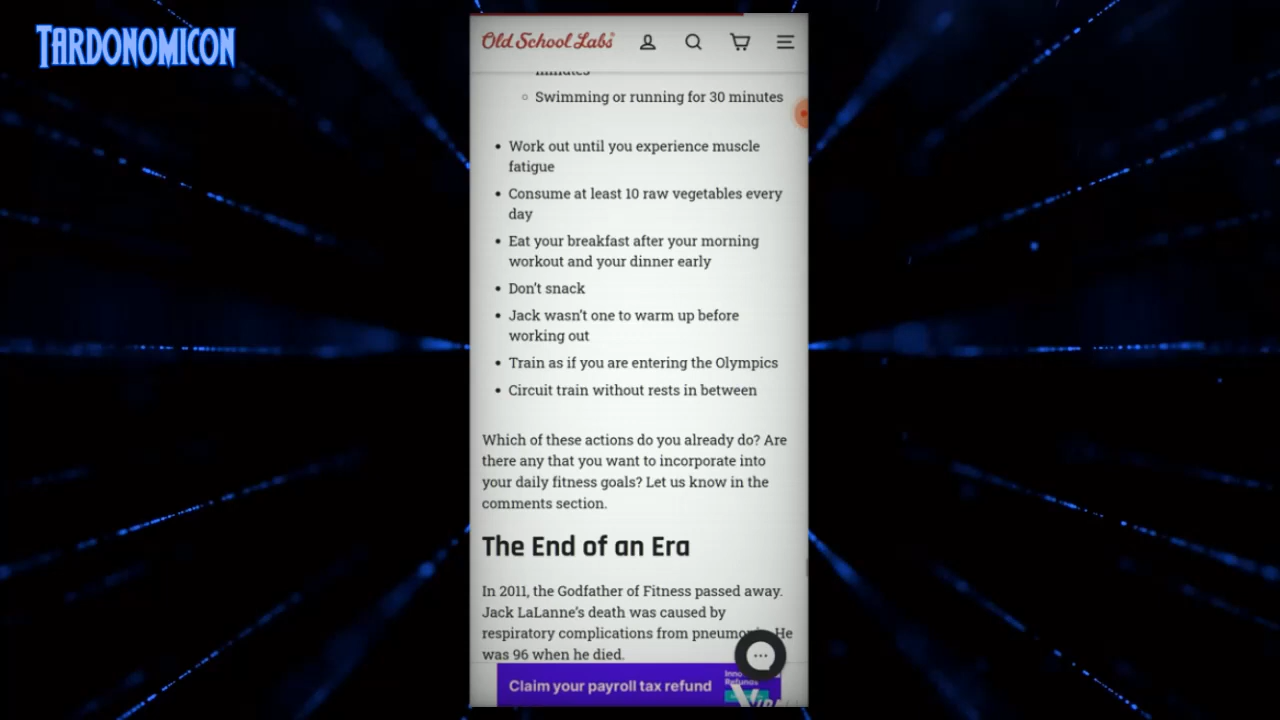 TARDONOMICON
Old School Labs
minutes
Swimming or running for 30 minutes
Work out until you experience muscle
fatigue
Consume at least 10 raw vegetables every
day
Eat your breakfast after your morning
workout and your dinner early
Don't snack
Jack wasn't one to warm up before
working out
Train as if you are entering the Olympics
Circuit train without rests in between
Which of these actions do you already do? Are
there any that you want to incorporate into
your daily fitness goals? Let us know in the
comments section.
The End of an Era
In 2011, the Godfather of Fitness passed away.
Jack LaLanne's death was caused by
respiratory complications from He
was 96 when he died.
Claim your payroll tax refund
Refunds